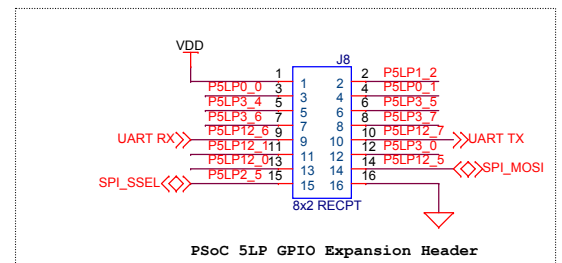 VDD
J8
1 1 2 2 P5LP1_2
P5LP0_0 3 3 4 4 P5LP0_1
P5LP3_4 5 5 6 6 P5LP3_5
P5LP3_6 7 7 8 8 P5LP3_7
UART RX P5LP12_6 9 9 10 10 P5LP12_7 UART TX
P5LP12_1 11 11 12 12 P5LP3_0
P5LP12_0 13 13 14 14 P5LP12_5 SPI_MOSI
SPI_SSEL P5LP2_5 15 15 16 16
8x2 RECPT
PSoC 5LP GPIO Expansion Header